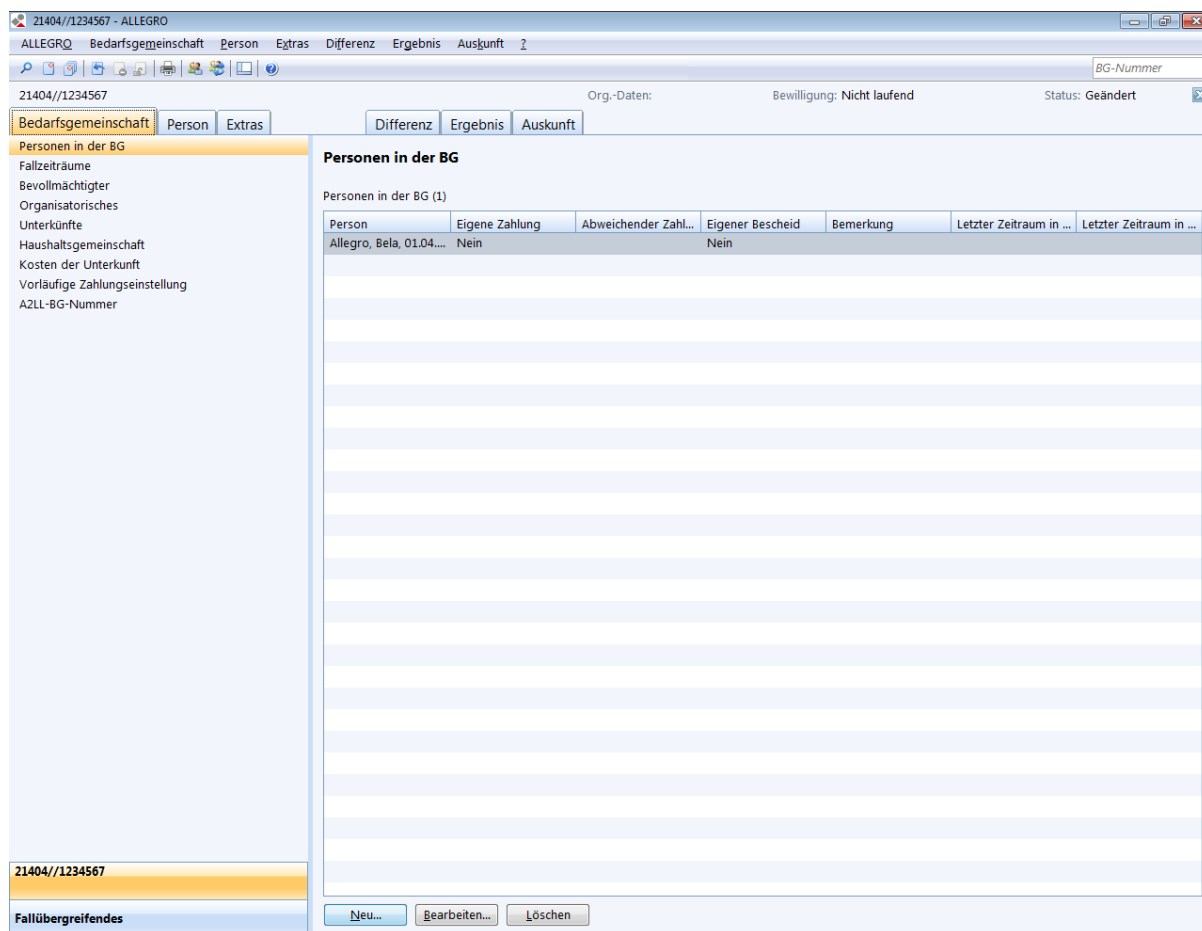 21404//1234567 - ALLEGRO
ALLEGRO Bedarfsgemeinschaft Person Extras Differenz Ergebnis Auskunft ?
BG-Nummer
21404//1234567 Org.-Daten: Bewilligung: Nicht laufend Status: Geändert
Bedarfsgemeinschaft Person Extras Differenz Ergebnis Auskunft
Personen in der BG
Fallzeiträume
Bevollmächtigter
Organisatorisches
Unterkünfte
Haushaltsgemeinschaft
Kosten der Unterkunft
Vorläufige Zahlungseinstellung
A2LL-BG-Nummer
21404//1234567
Fallübergreifendes
Personen in der BG
Personen in der BG (1)
Person Eigene Zahlung Abweichender Zahl... Eigener Bescheid Bemerkung Letzter Zeitraum in ... Letzter Zeitraum in ...
Allegro, Bela, 01.04.... Nein Nein
Neu... Bearbeiten... Löschen